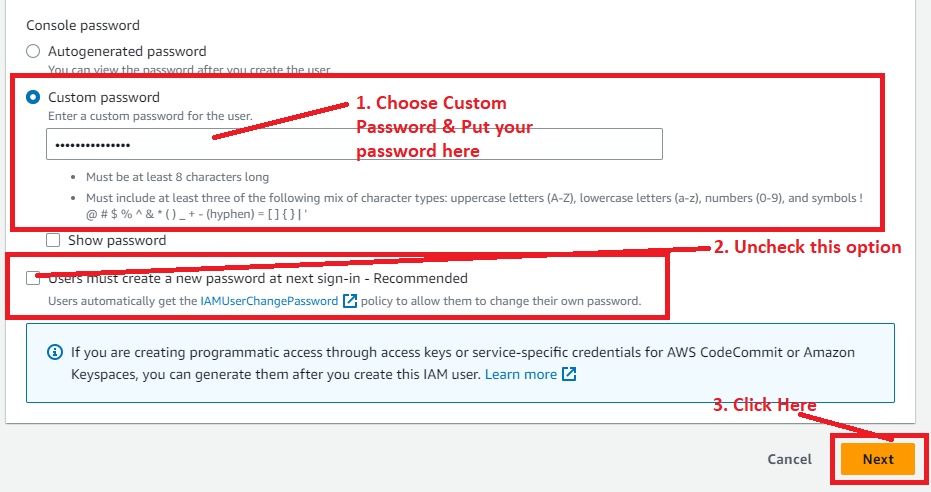 Console password
Autogenerated password
You can view the password after you create the user.
Custom password
Enter a custom password for the user.
1. Choose Custom
Password & Put your
password here
•••••••••••••••
• Must be at least 8 characters long
• Must include at least three of the following mix of character types: uppercase letters (A-Z), lowercase letters (a-z), numbers (0-9), and symbols !
@ # $ % ^ & * ( ) _ + - (hyphen) = [ ] { } | '
Show password
2. Uncheck this option
Users must create a new password at next sign-in - Recommended
Users automatically get the IAMUserChangePassword policy to allow them to change their own password.
If you are creating programmatic access through access keys or service-specific credentials for AWS CodeCommit or Amazon
Keyspaces, you can generate them after you create this IAM user. Learn more
3. Click Here
Cancel
Next